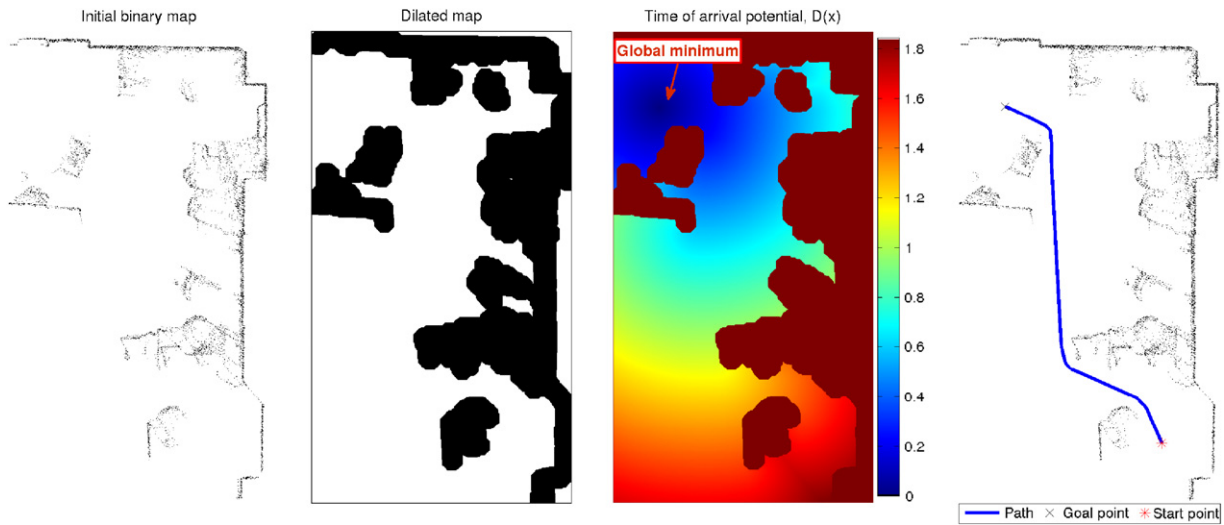 Initial binary map
Dilated map
Time of arrival potential, D(x)
Global minimum
1.8
1.6
1.4
1.2
1
0.8
0.6
0.4
0.2
0
Path
Goal point
Start point